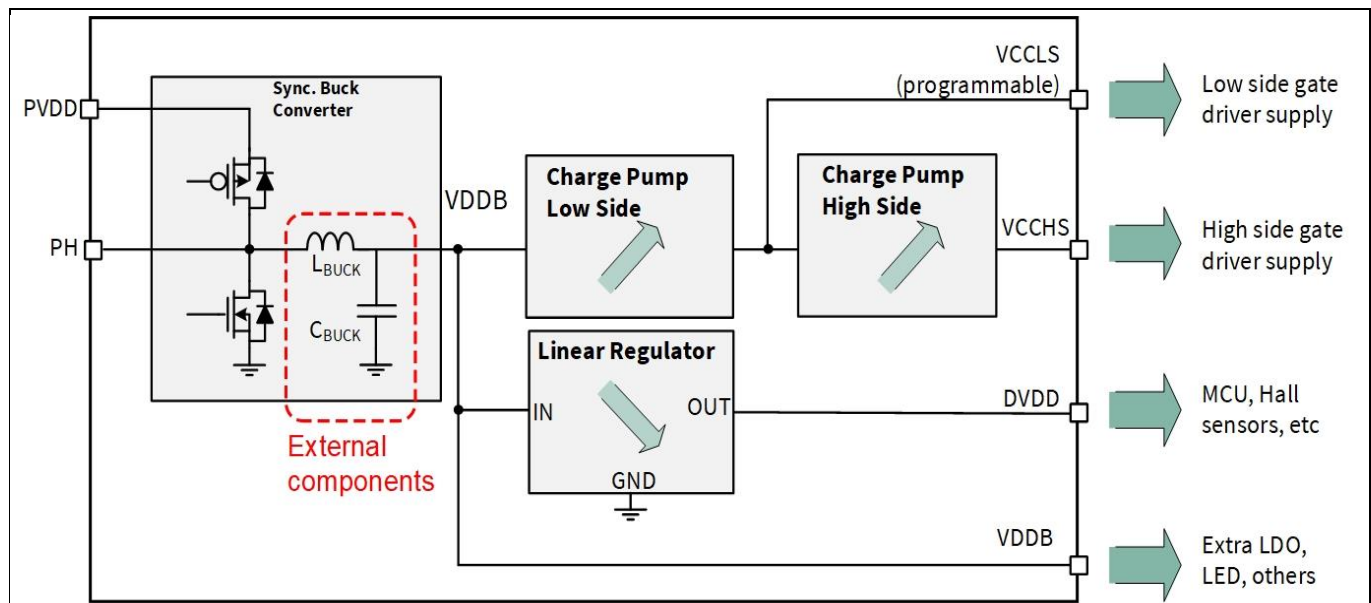 Sync. Buck
Converter
PVDD
PH
L_BUCK
C_BUCK
External
components
VDDB
Charge Pump
Low Side
Charge Pump
High Side
Linear Regulator
IN
OUT
GND
VCCLS
(programmable)
Low side gate
driver supply
VCCHS
High side gate
driver supply
DVDD
MCU, Hall
sensors, etc
VDDB
Extra LDO,
LED, others